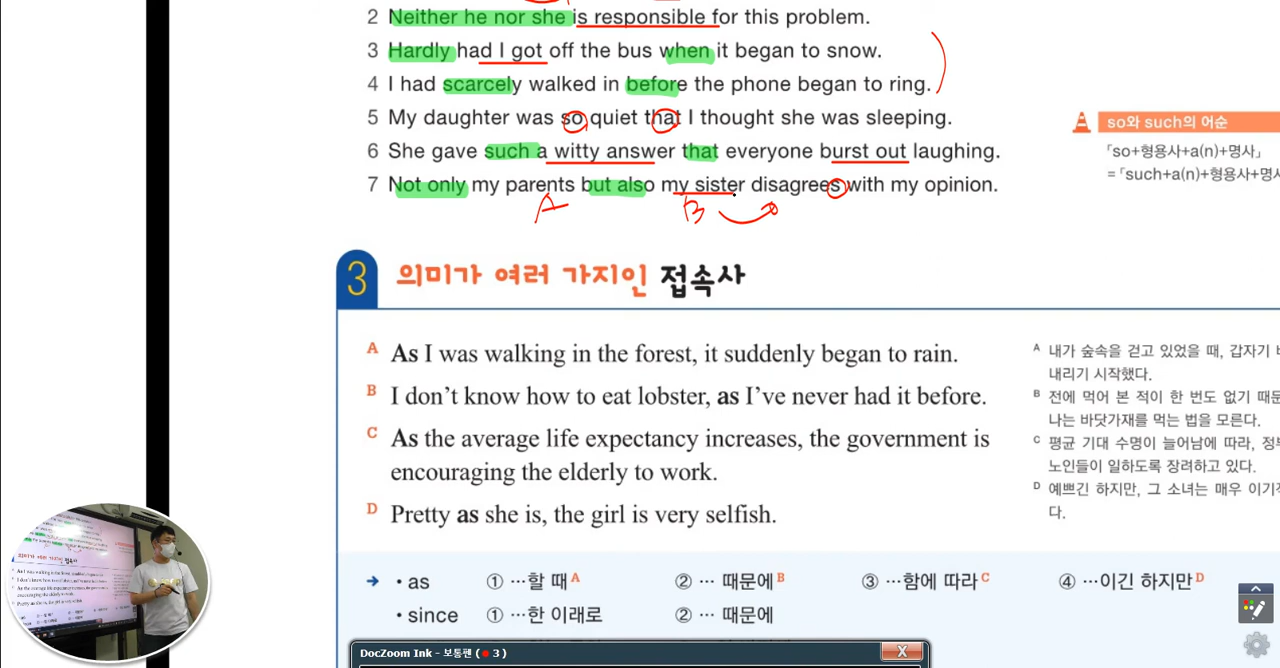 2 Neither he nor she is responsible for this problem.
3 Hardly had I got off the bus when it began to snow.
4 I had scarcely walked in before the phone began to ring.
5 My daughter was so quiet that I thought she was sleeping.
6 She gave such a witty answer that everyone burst out laughing.
7 Not only my parents but also my sister disagrees with my opinion.
A B
so와 such의 어순
「so+형용사+a(n)+명사」
=「such+a(n)+형용사+명사
3 의미가 여러 가지인 접속사
A As I was walking in the forest, it suddenly began to rain.
B I don't know how to eat lobster, as I've never had it before.
C As the average life expectancy increases, the government is
encouraging the elderly to work.
D Pretty as she is, the girl is very selfish.
A 내가 숲속을 걷고 있었을 때, 갑자기
내리기 시작했다.
B 전에 먹어 본 적이 한 번도 없기 때문
나는 바닷가재를 먹는 법을 모른다.
C 평균 기대 수명이 늘어남에 따라, 정부
노인들이 일하도록 장려하고 있다.
D 예쁘긴 하지만, 그 소녀는 매우 이기적
다.
→ • as ① …할 때A ② … 때문에B ③ …함에 따라C ④ …이긴 하지만D
• since ① …한 이래로 ② … 때문에
DocZoom Ink - 보통펜 ( 3 ) X